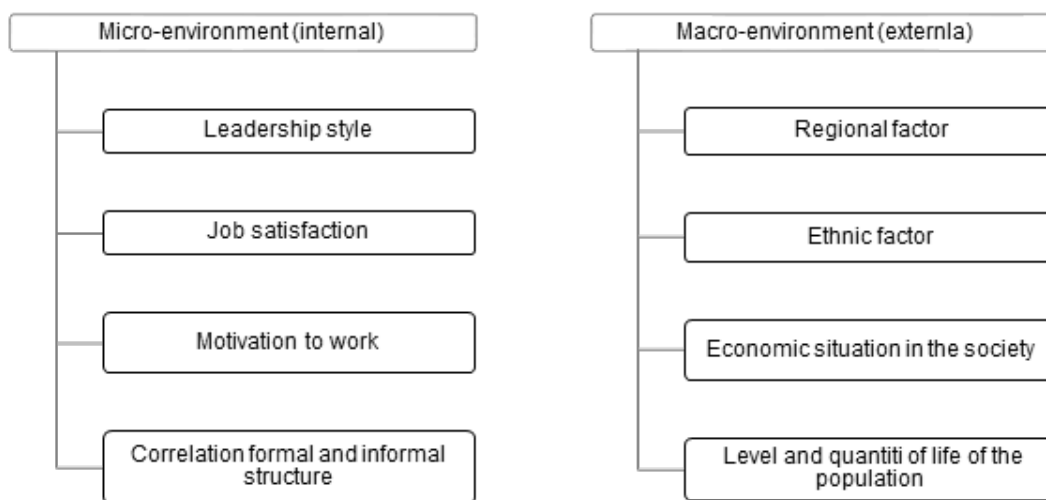 Micro-environment (internal)
Leadership style
Job satisfaction
Motivation to work
Correlation formal and informal
structure
Macro-environment (externla)
Regional factor
Ethnic factor
Economic situation in the society
Level and quantiti of life of the
population